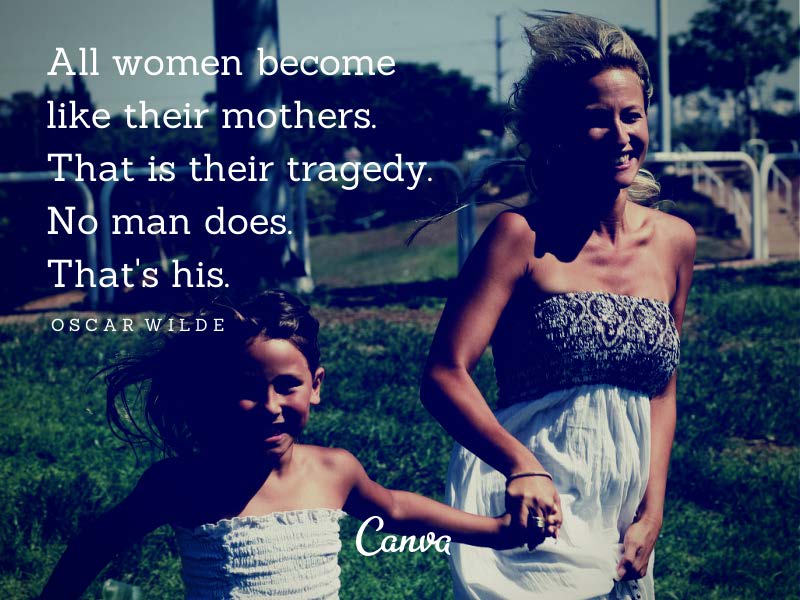 All women become
like their mothers.
That is their tragedy.
No man does.
That's his.
OSCAR WILDE
Canva